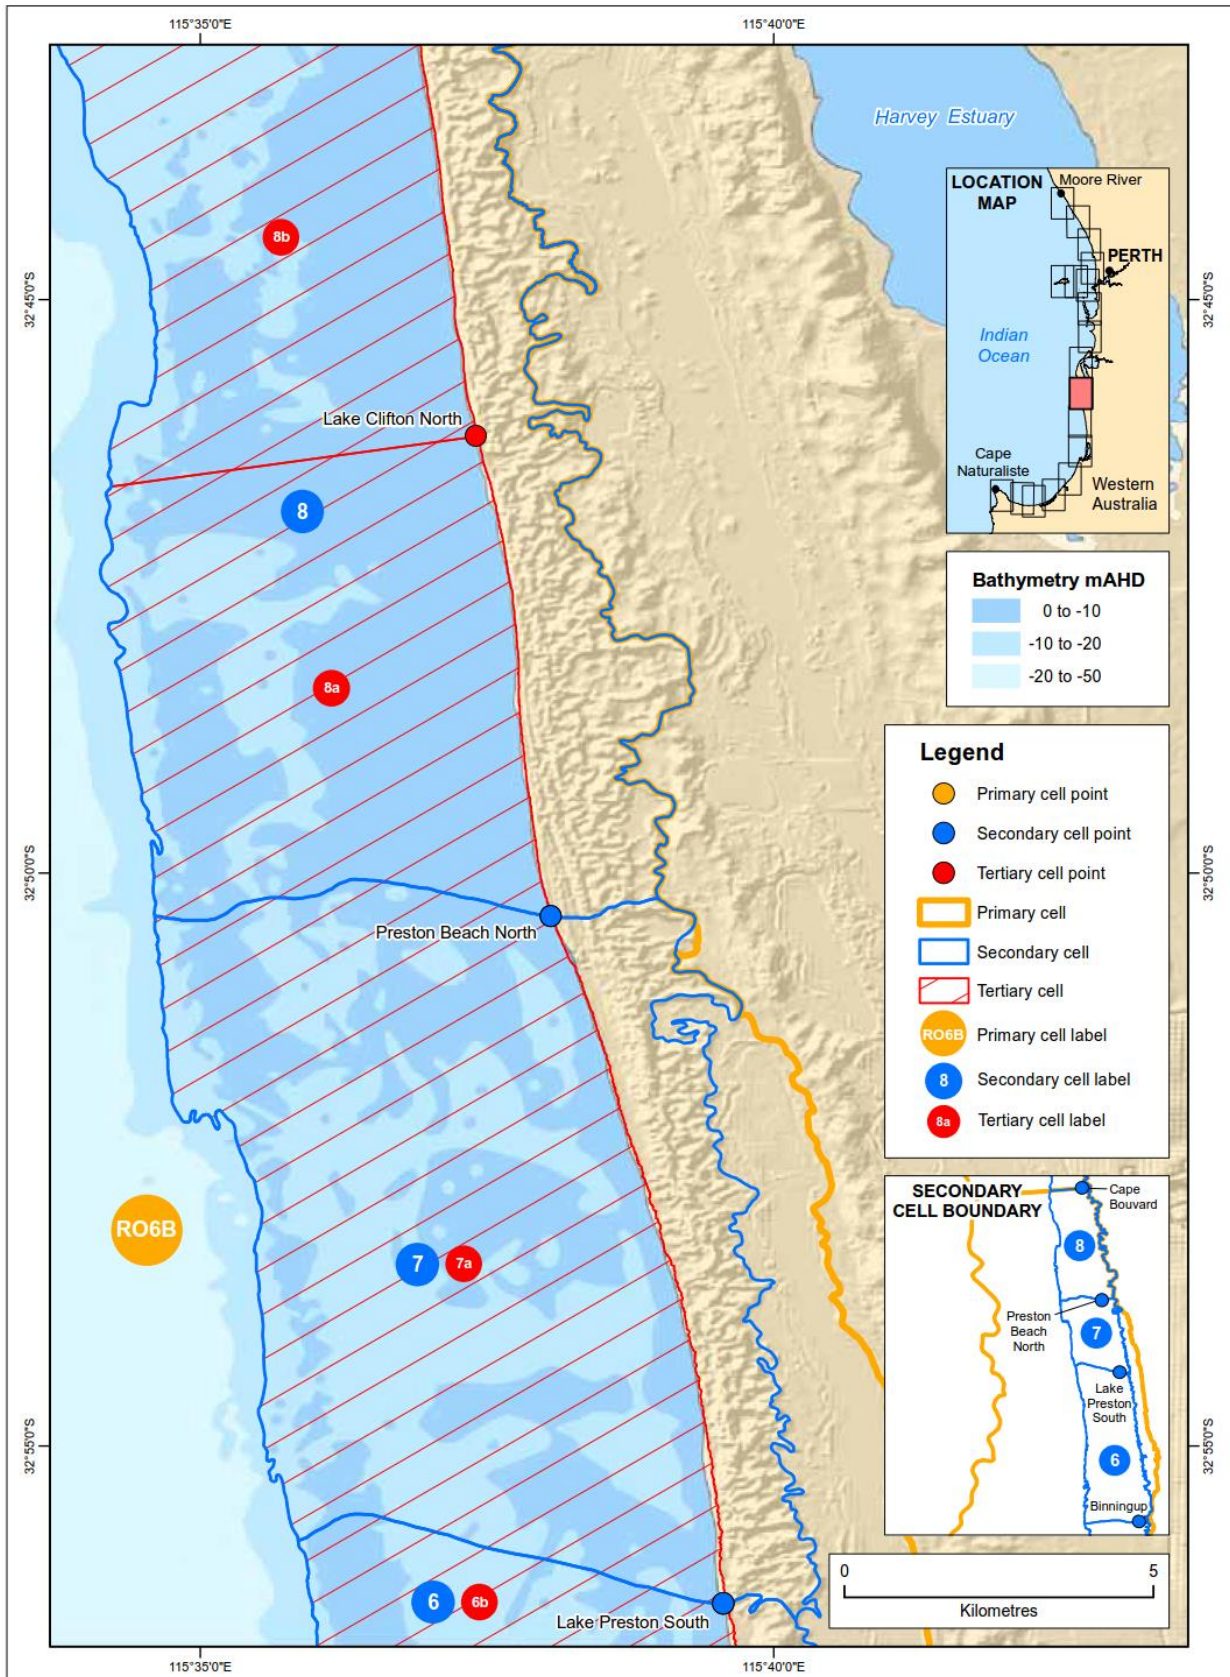 115°35'0"E
115°40'0"E
Harvey Estuary
LOCATION
MAP
Moore River
PERTH
Indian
Ocean
Cape
Naturaliste
Western
Australia
32°45'0"S
32°45'0"S
8b
Lake Clifton North
8
8a
Bathymetry mAHD
0 to -10
-10 to -20
-20 to -50
Legend
Primary cell point
Secondary cell point
Tertiary cell point
Primary cell
Secondary cell
Tertiary cell
RO6B
Primary cell label
8
Secondary cell label
8a
Tertiary cell label
32°50'0"S
32°50'0"S
Preston Beach North
RO6B
7
7a
SECONDARY
CELL BOUNDARY
Cape
Bouvard
8
Preston
Beach
North
7
Lake
Preston
South
6
Binningup
32°55'0"S
32°55'0"S
6
6b
Lake Preston South
0
5
Kilometres
115°35'0"E
115°40'0"E